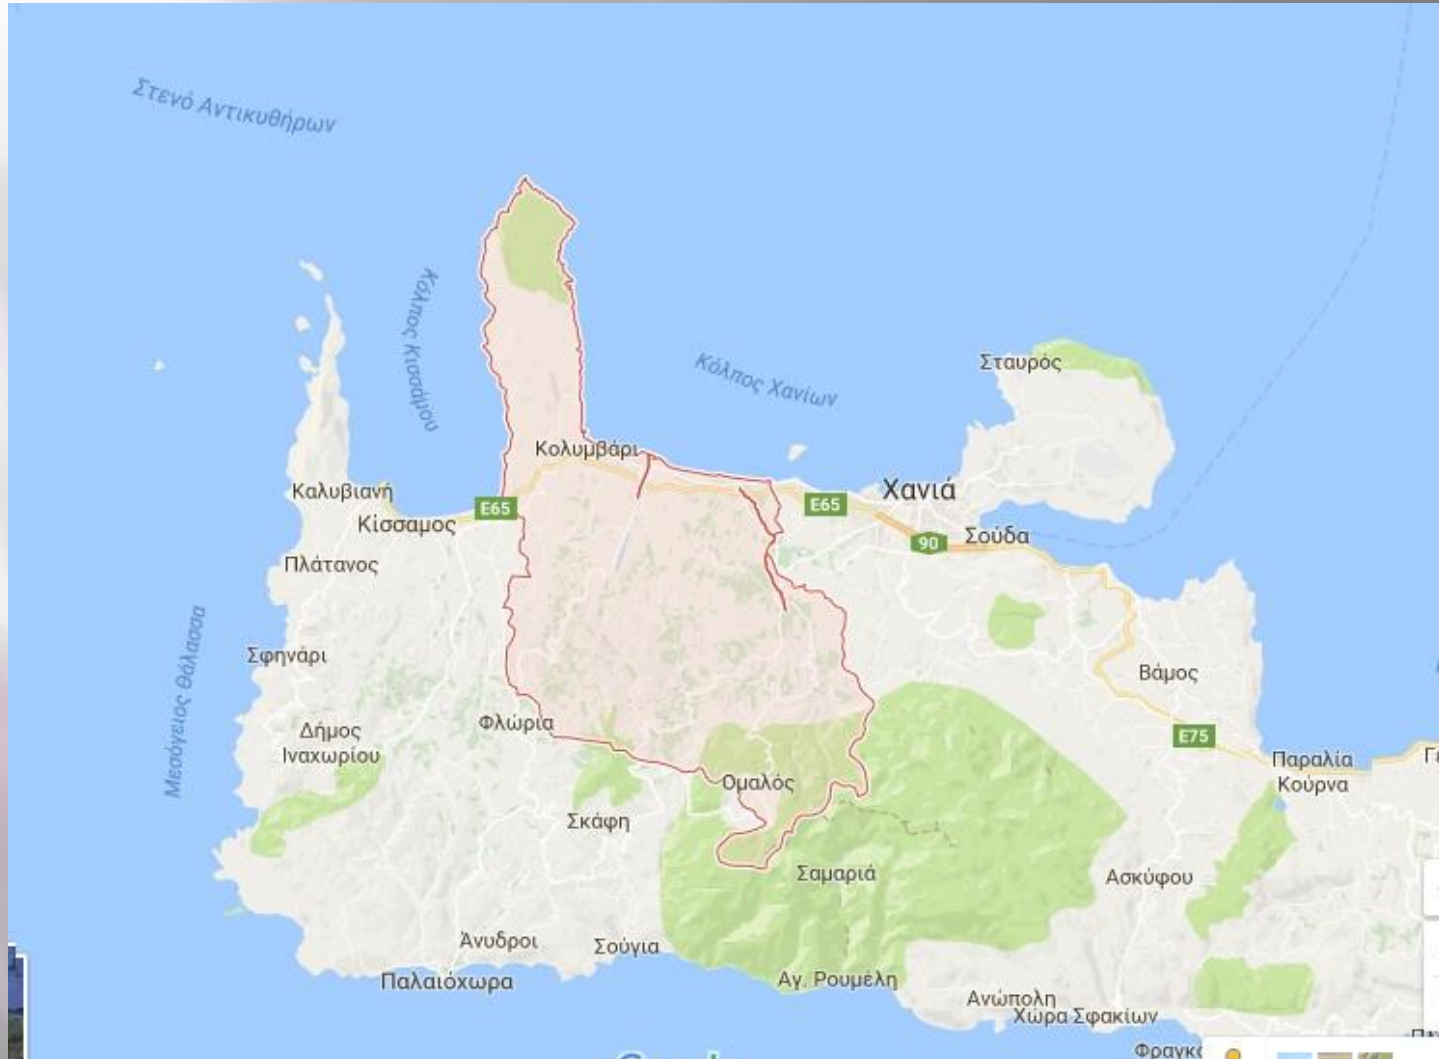 Στενό Αντικυθήρων
Κόλπος Κισσάμου
Κόλπος Χανίων
Σταυρός
Κολυμβάρι
Καλυβιανή
Κίσσαμος
E65
E65
Χανιά
90
Σούδα
Πλάτανος
Μεσόγειος Θάλασσα
Σφηνάρι
Βάμος
Φλώρια
Δήμος
Ιναχωρίου
E75
Παραλία
Κούρνα
Ομαλός
Σκάφη
Σαμαριά
Ασκύφου
Άνυδροι
Σούγια
Παλαιόχωρα
Αγ. Ρουμέλη
Ανώπολη
Χώρα Σφακίων